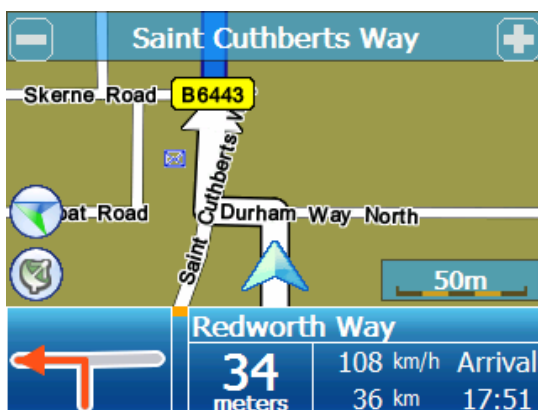 Saint Cuthberts Way
Skerne Road
B6443
Saint Cuthberts
Road
Durham Way North
50m
Redworth Way
34
meters
108 km/h Arrival
36 km 17:51